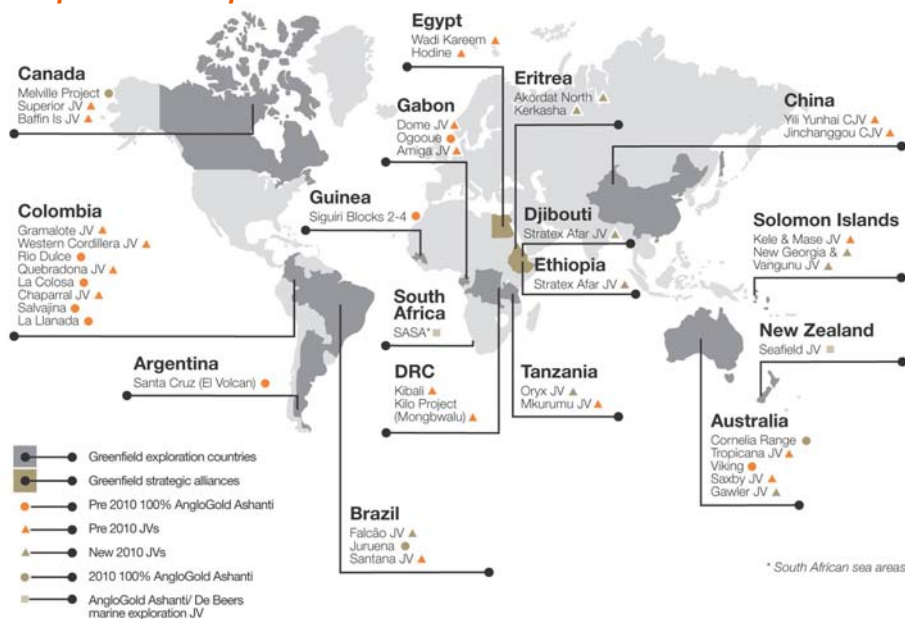 Egypt
Wadi Kareem
Hodine
Canada
Melville Project
Superior JV
Baffin Is JV
Eritrea
Akordat North
Kerkasha
Gabon
Dome JV
Ogooue
Amiga JV
China
Yili Yunhai CJV
Jinchanggou CJV
Guinea
Siguiri Blocks 2-4
Colombia
Gramalote JV
Western Cordillera JV
Rio Dulce
Quebradona JV
La Colosa
Chaparral JV
Salvajina
La Llanada
Djibouti
Stratex Afar JV
Ethiopia
Stratex Afar JV
Solomon Islands
Kele & Mase JV
New Georgia &
Vangunu JV
South
Africa
SASA*
New Zealand
Seafield JV
Argentina
Santa Cruz (El Volcan)
DRC
Kibali
Kilo Project
(Mongbwalu)
Tanzania
Oryx JV
Mkurumu JV
Australia
Cornelia Range
Tropicana JV
Viking
Saxby JV
Gawler JV
Brazil
Falcão JV
Juruena
Santana JV
Greenfield exploration countries
Greenfield strategic alliances
Pre 2010 100% AngloGold Ashanti
Pre 2010 JVs
New 2010 JVs
2010 100% AngloGold Ashanti
AngloGold Ashanti/ De Beers
marine exploration JV
* South African sea areas